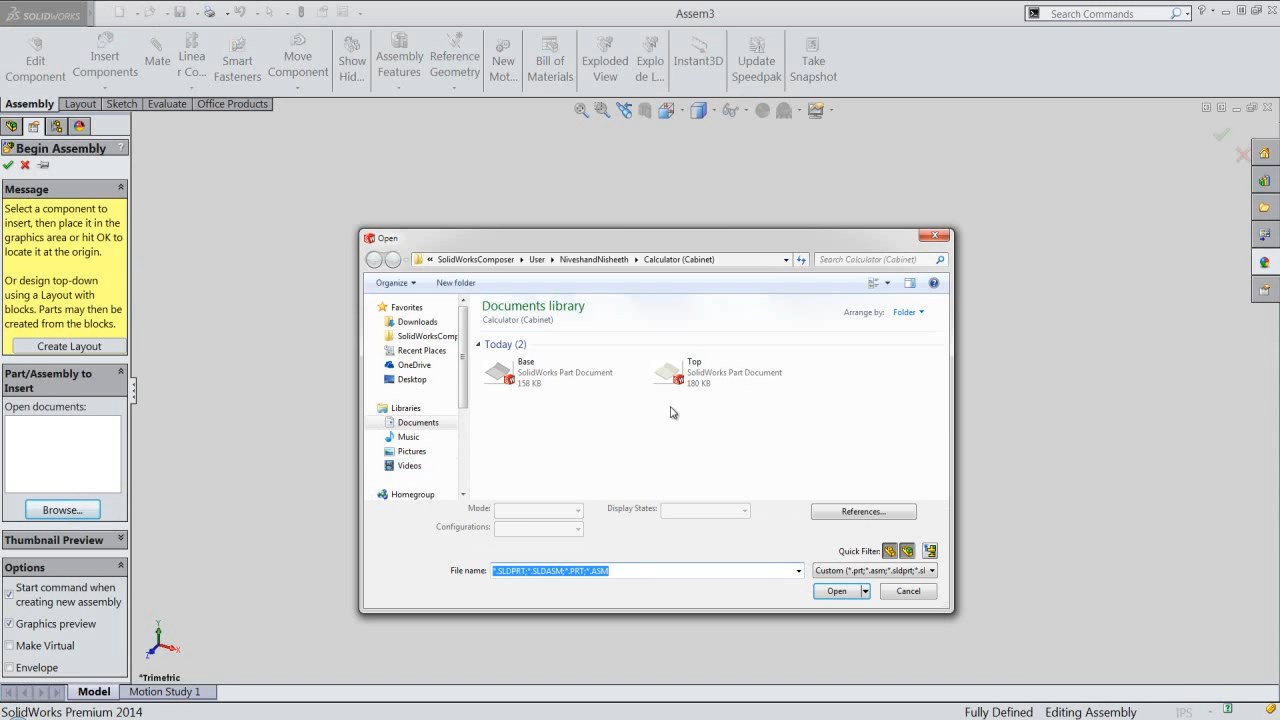 SOLIDWORKS
Assem3
Search Commands
Edit
Component
Insert
Components
Mate
Linea
r Co...
Smart
Fasteners
Move
Component
Show
Hid...
Assembly
Features
Reference
Geometry
New
Mot...
Bill of
Materials
Exploded
View
Explo
de L...
Instant3D
Update
Speedpak
Take
Snapshot
Assembly
Layout
Sketch
Evaluate
Office Products
Begin Assembly
?
Message
Select a component to
insert, then place it in the
graphics area or hit OK to
locate it at the origin.
Or design top-down
using a Layout with
blocks. Parts may then be
created from the blocks.
Create Layout
Part/Assembly to
Insert
Open documents:
Browse...
Thumbnail Preview
Options
Start command when
creating new assembly
Graphics preview
Make Virtual
Envelope
Open
« SolidWorksComposer
User
NiveshandNisheeth
Calculator (Cabinet)
Search Calculator (Cabinet)
Organize
New folder
Favorites
Downloads
SolidWorksComp
Recent Places
OneDrive
Desktop
Libraries
Documents
Music
Pictures
Videos
Homegroup
Documents library
Calculator (Cabinet)
Arrange by:
Folder
Today (2)
Base
SolidWorks Part Document
158 KB
Top
SolidWorks Part Document
180 KB
Mode:
Display States:
References...
Configurations:
Quick Filter:
File name:
*.SLDPRT;*.SLDASM;*.PRT;*.ASM
Custom (*.prt;*.asm;*.sldprt;*.sl
Open
Cancel
Y
X
Z
*Trimetric
Model
Motion Study 1
SolidWorks Premium 2014
Fully Defined
Editing Assembly
IPS